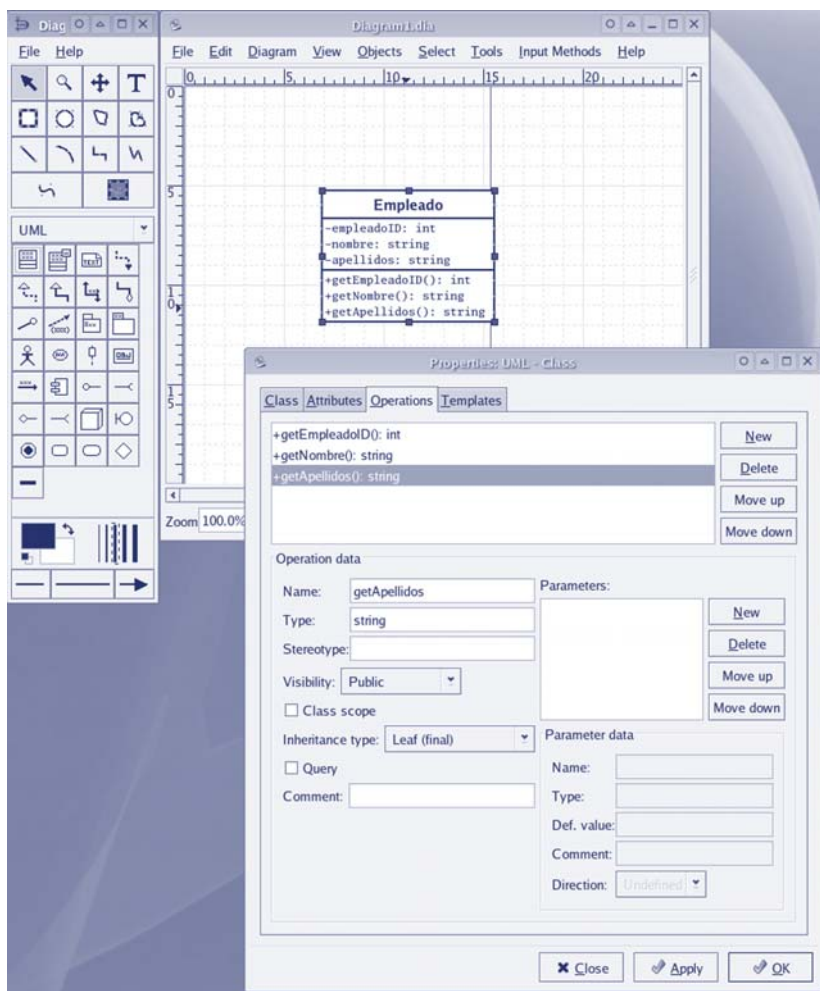 Diag
File Help
T
UML
Diagram1.dia
File Edit Diagram View Objects Select Tools Input Methods Help
0 5 10 15 20
0
5
10
15
Empleado
-empleadoID: int
-nombre: string
-apellidos: string
+getEmpleadoID(): int
+getNombre(): string
+getApellidos(): string
Zoom 100.0%
Properties: UML - Class
Class Attributes Operations Templates
+getEmpleadoID(): int
+getNombre(): string
+getApellidos(): string
New
Delete
Move up
Move down
Operation data
Name: getApellidos
Type: string
Stereotype:
Visibility: Public
Class scope
Inheritance type: Leaf (final)
Query
Comment:
Parameters:
New
Delete
Move up
Move down
Parameter data
Name:
Type:
Def. value:
Comment:
Direction: Undefined
Close Apply OK